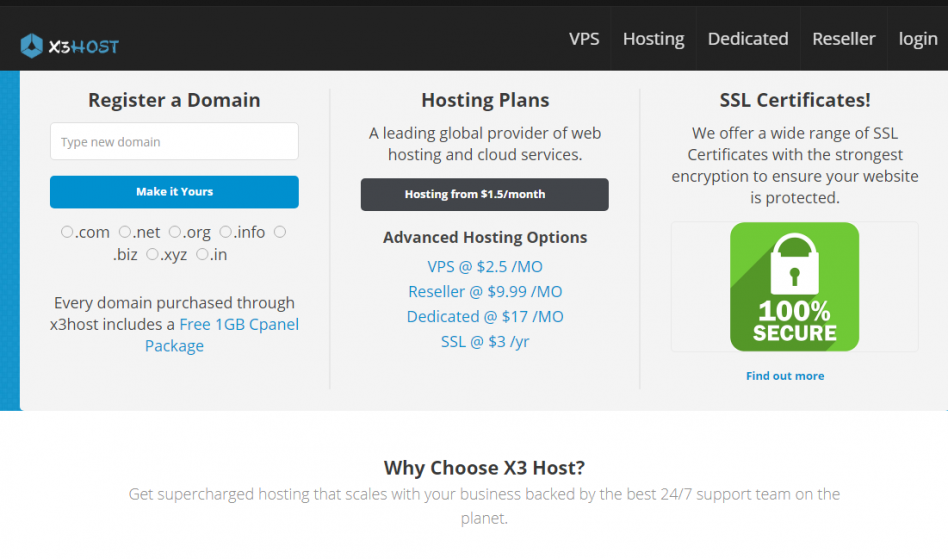 X3HOST
VPS
Hosting
Dedicated
Reseller
login
Register a Domain
Type new domain
Make it Yours
.com .net .org .info
.biz .xyz .in
Every domain purchased through
x3host includes a Free 1GB Cpanel
Package
Hosting Plans
A leading global provider of web
hosting and cloud services.
Hosting from $1.5/month
Advanced Hosting Options
VPS @ $2.5 /MO
Reseller @ $9.99 /MO
Dedicated @ $17 /MO
SSL @ $3 /yr
SSL Certificates!
We offer a wide range of SSL
Certificates with the strongest
encryption to ensure your website
is protected.
100%
SECURE
Find out more
Why Choose X3 Host?
Get supercharged hosting that scales with your business backed by the best 24/7 support team on the
planet.